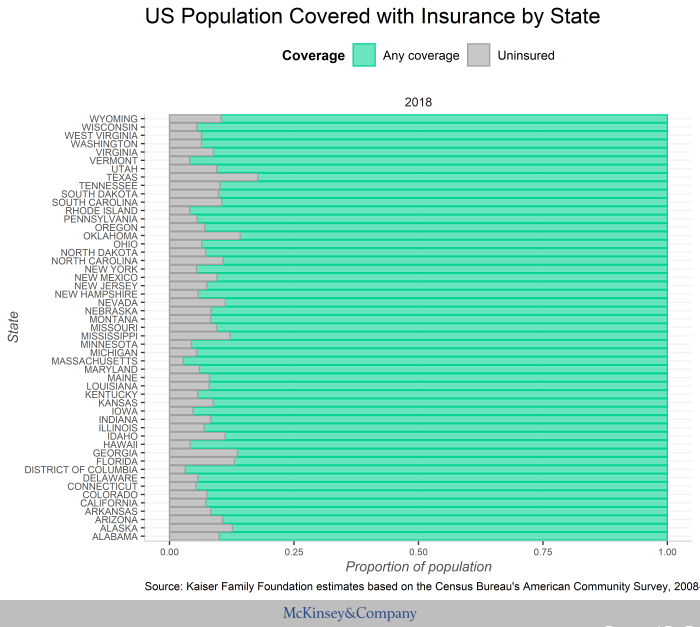 US Population Covered with Insurance by State
Coverage Any coverage Uninsured
2018
WYOMING
WISCONSIN
WEST VIRGINIA
WASHINGTON
VIRGINIA
VERMONT
UTAH
TEXAS
TENNESSEE
SOUTH DAKOTA
SOUTH CAROLINA
RHODE ISLAND
PENNSYLVANIA
OREGON
OKLAHOMA
OHIO
NORTH DAKOTA
NORTH CAROLINA
NEW YORK
NEW MEXICO
NEW JERSEY
NEW HAMPSHIRE
NEVADA
NEBRASKA
MONTANA
MISSOURI
MISSISSIPPI
MINNESOTA
MICHIGAN
MASSACHUSETTS
MARYLAND
MAINE
LOUISIANA
KENTUCKY
KANSAS
IOWA
INDIANA
ILLINOIS
IDAHO
HAWAII
GEORGIA
FLORIDA
DISTRICT OF COLUMBIA
DELAWARE
CONNECTICUT
COLORADO
CALIFORNIA
ARKANSAS
ARIZONA
ALASKA
ALABAMA
State
0.00 0.25 0.50 0.75 1.00
Proportion of population
Source: Kaiser Family Foundation estimates based on the Census Bureau's American Community Survey, 2008-
McKinsey&Company